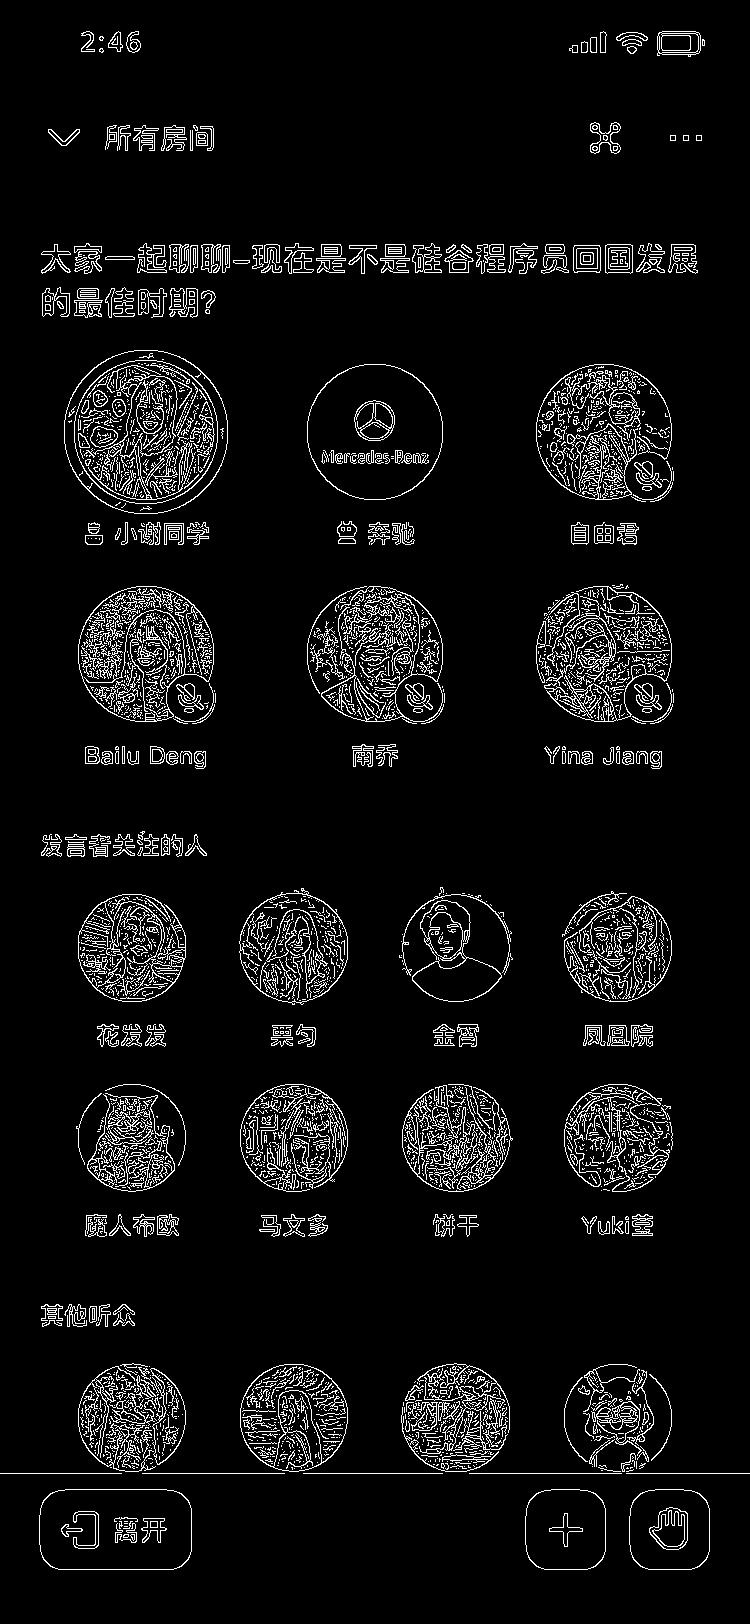 2:46
所有房间
大家一起聊聊-现在是不是硅谷程序员回国发展
的最佳时期?
Mercedes-Benz
小谢同学
奔驰
自由君
Bailu Deng
南乔
Yina Jiang
发言者关注的人
花发发
栗匀
金霄
凤凰院
魔人布欧
马文多
饼干
Yuki莹
其他听众
离开